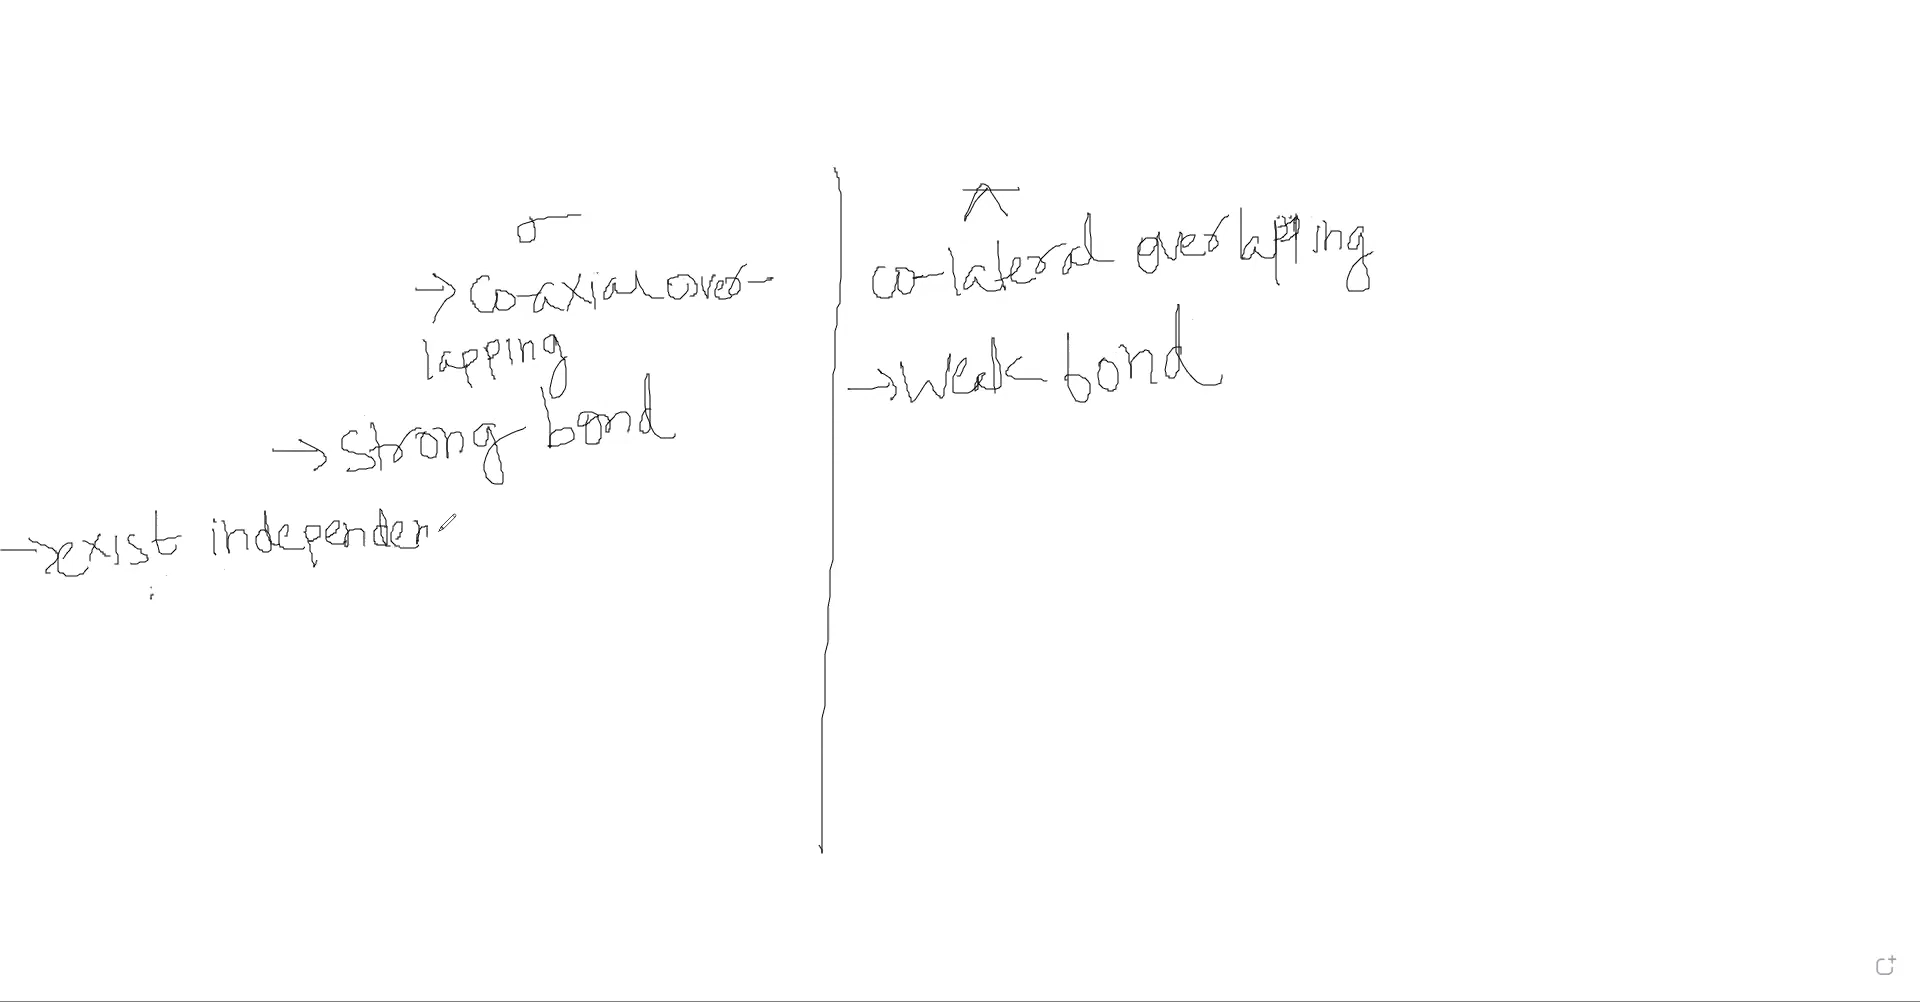 σ
→ Co-axial over-
lapping
→ Strong bond
→ exist independen
π
co-lateral overlapping
→ Weak bond